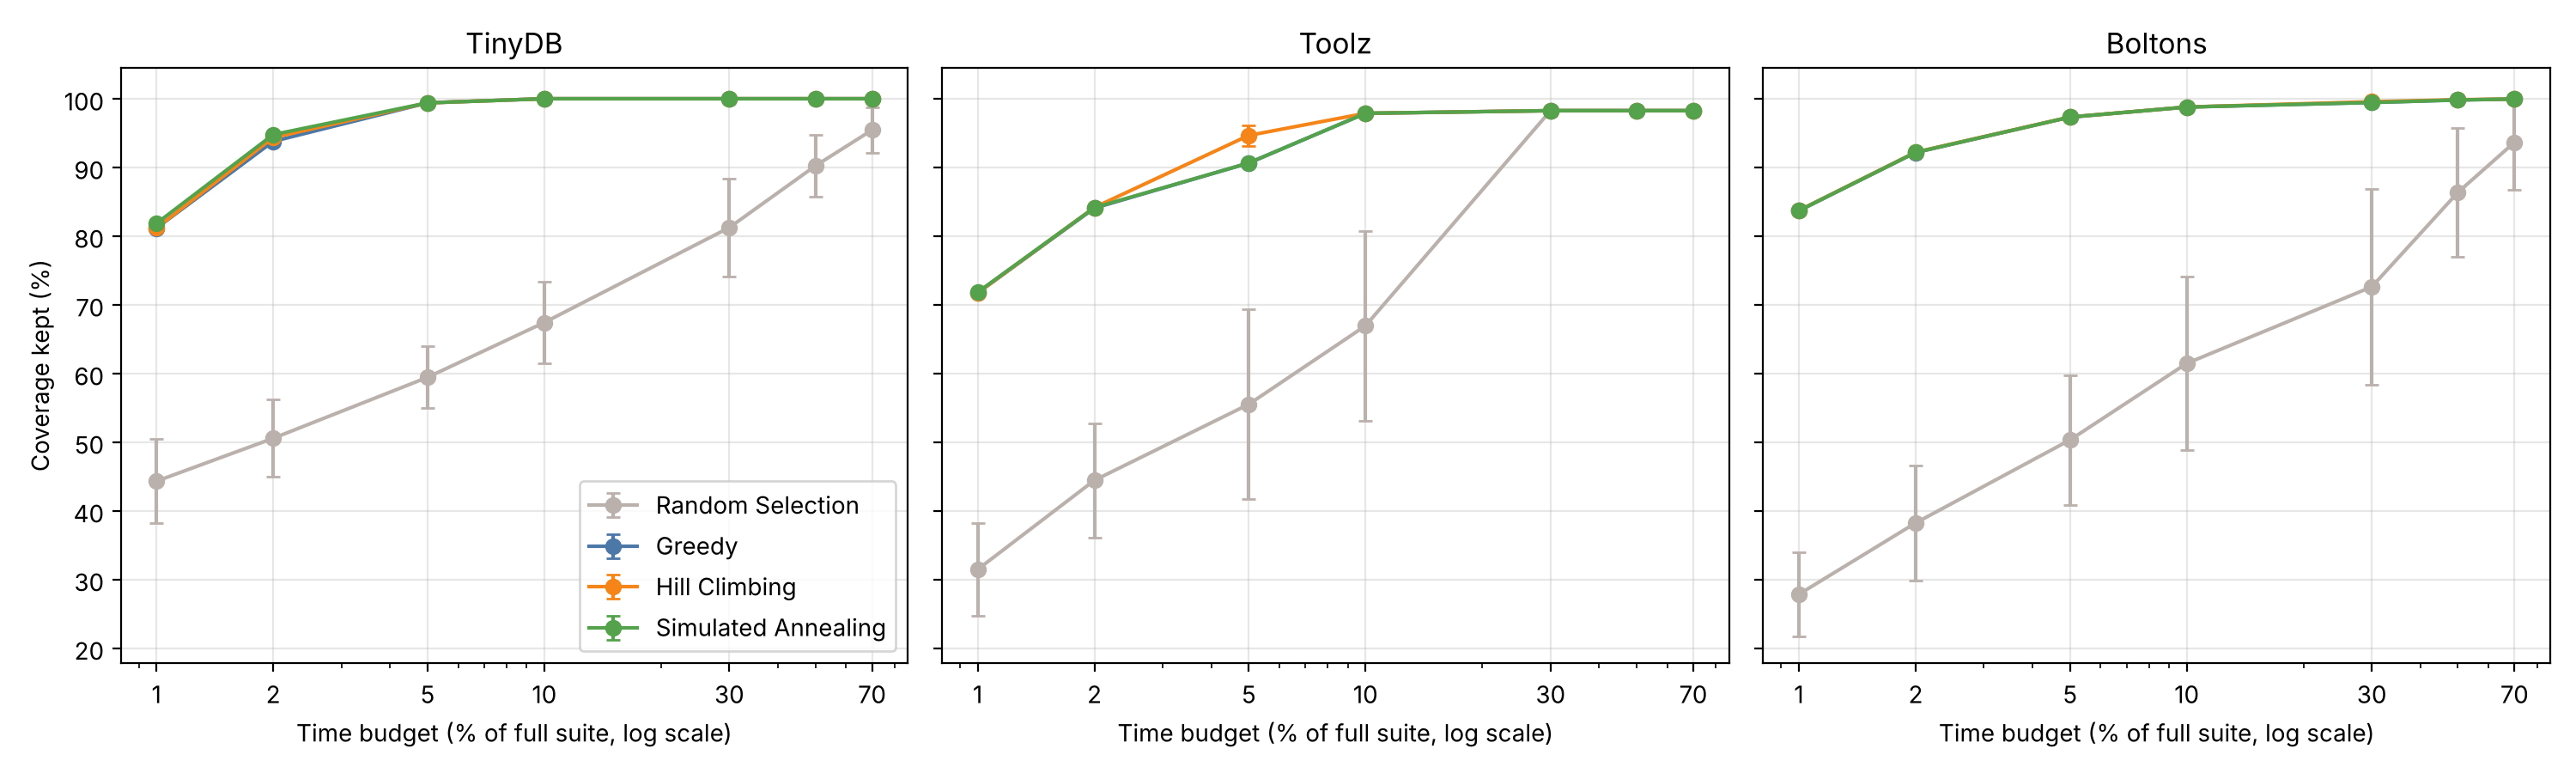 TinyDB
Toolz
Boltons
Coverage kept (%)
100
90
80
70
60
50
40
30
20
Random Selection
Greedy
Hill Climbing
Simulated Annealing
1 2 5 10 30 70
1 2 5 10 30 70
1 2 5 10 30 70
Time budget (% of full suite, log scale)
Time budget (% of full suite, log scale)
Time budget (% of full suite, log scale)